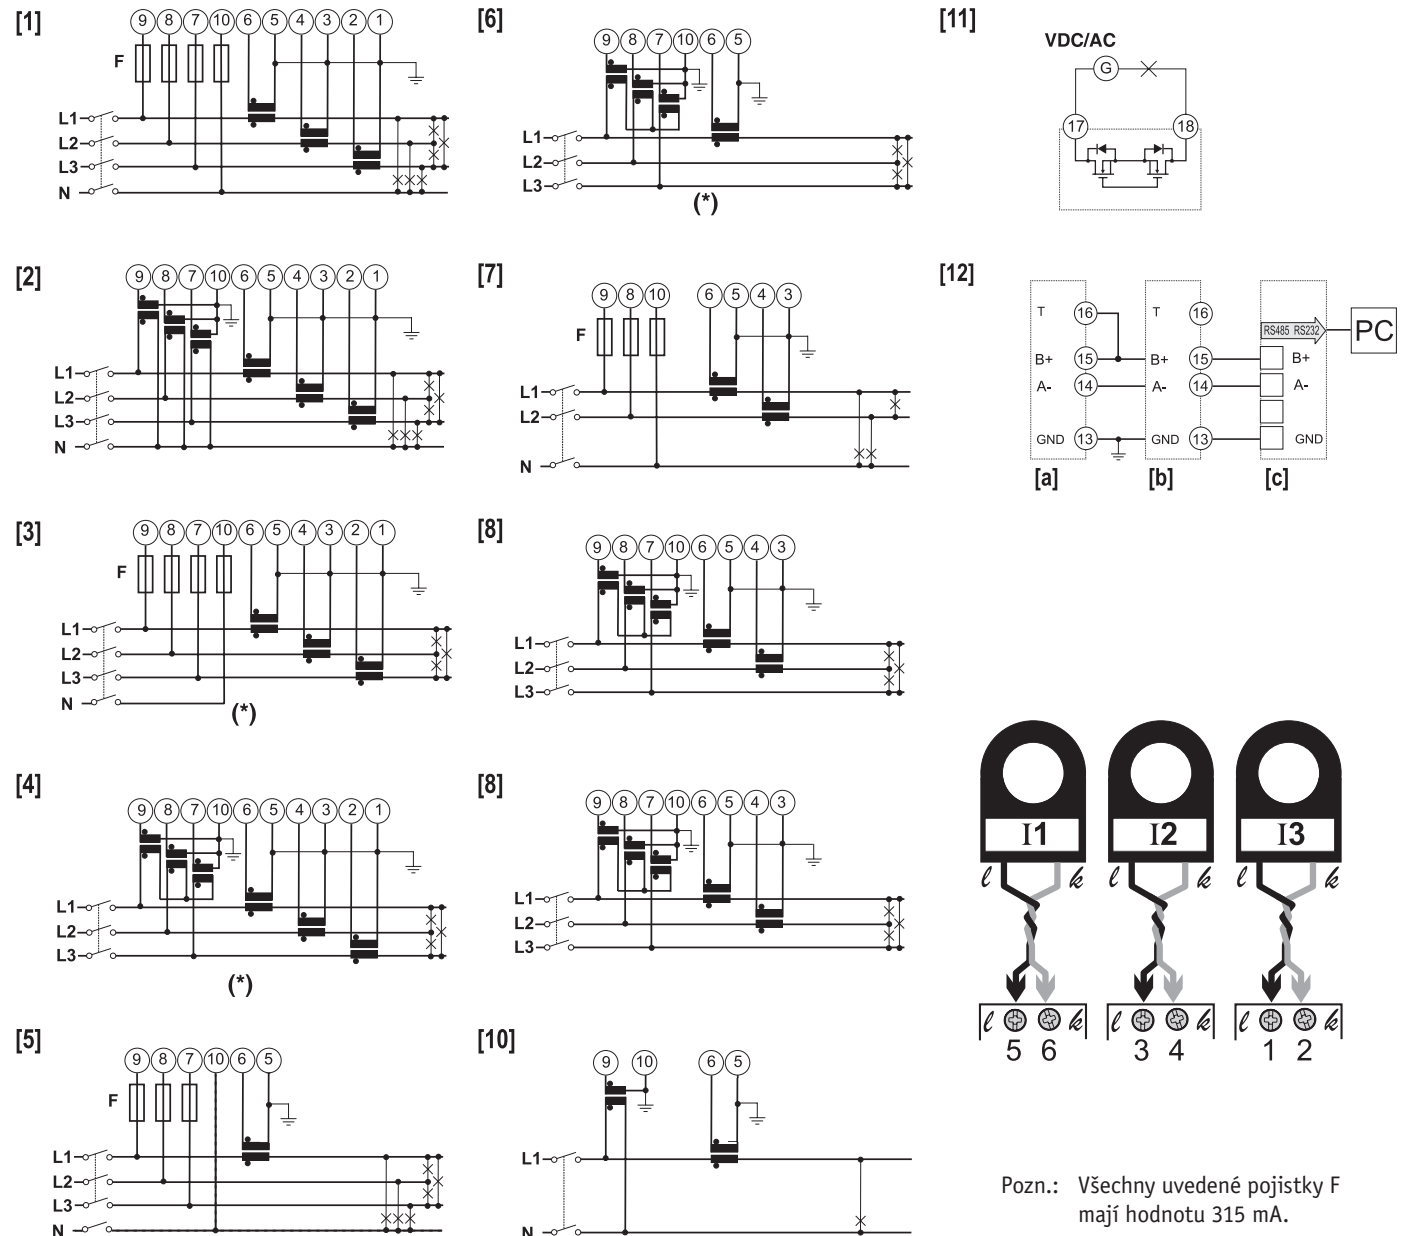 [1]
9 8 7 10 6 5 4 3 2 1
F
L1
L2
L3
N
[2]
9 8 7 10 6 5 4 3 2 1
L1
L2
L3
N
[3]
9 8 7 10 6 5 4 3 2 1
F
L1
L2
L3
N
(*)
[4]
9 8 7 10 6 5 4 3 2 1
L1
L2
L3
(*)
[5]
9 8 7 10 6 5
F
L1
L2
L3
N
[6]
9 8 7 10 6 5
L1
L2
L3
(*)
[7]
9 8 10 6 5 4 3
F
L1
L2
N
[8]
9 8 7 10 6 5 4 3
L1
L2
L3
[8]
9 8 7 10 6 5 4 3
L1
L2
L3
[10]
9 10 6 5
L1
N
[11]
VDC/AC
G
17 18
[12]
T 16 T 16
RS485 RS232 PC
B+ 15 B+ 15 B+
A- 14 A- 14 A-
GND 13 GND 13 GND
[a] [b] [c]
I1 I2 I3
l k l k l k
l k l k l k
5 6 3 4 1 2
Pozn.: Všechny uvedené pojistky F
mají hodnotu 315 mA.